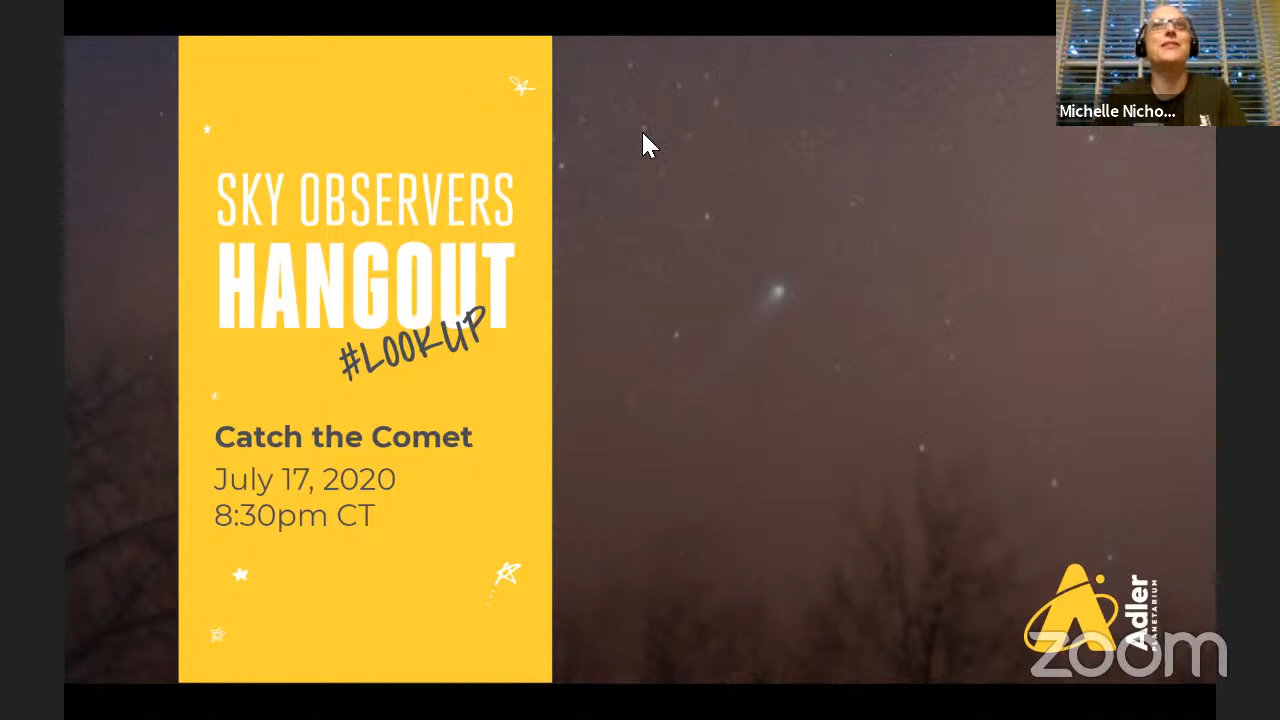 SKY OBSERVERS
HANGOUT
#LOOKUP
Catch the Comet
July 17, 2020
8:30pm CT
Michelle Nicho...
Adler
PLANETARIUM
zoom